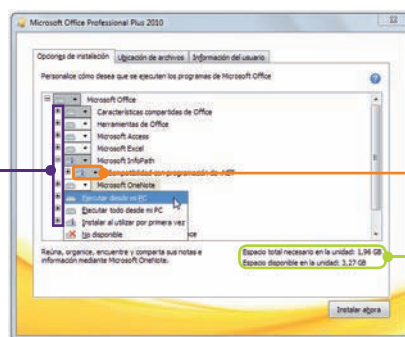 Microsoft Office Professional Plus 2010
Opciones de instalación
Ubicación de archivos
Información del usuario
Personalice cómo desea que se ejecuten los programas de Microsoft Office
Microsoft Office
Características compartidas de Office
Herramientas de Office
Microsoft Access
Microsoft Excel
Microsoft InfoPath
Compatibilidad con programación de .NET
Microsoft OneNote
Ejecutar desde mi PC
Ejecutar todo desde mi PC
Instalar al utilizar por primera vez
No disponible
Reúna, organice, encuentre y comparta sus notas e
información mediante Microsoft OneNote.
Espacio total necesario en la unidad: 1,96 GB
Espacio disponible en la unidad: 3,27 GB
Instalar ahora